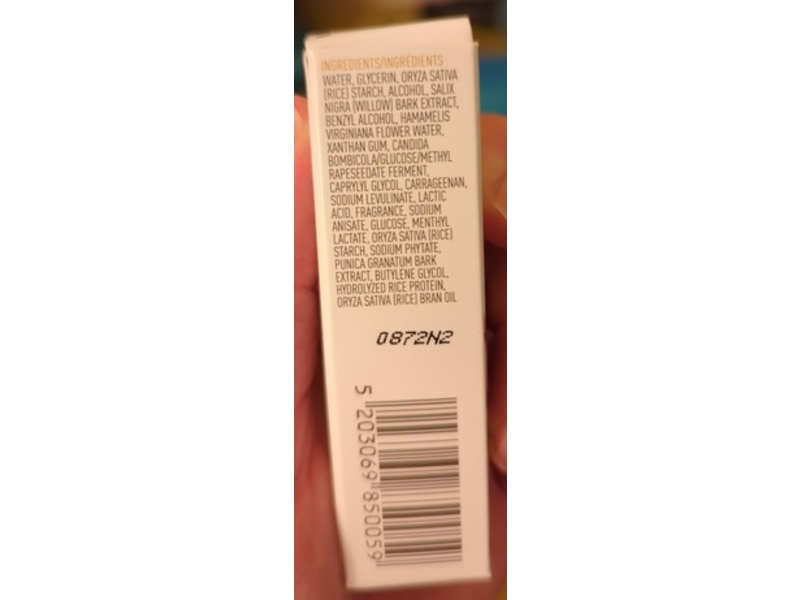 INGREDIENTS/INGRÉDIENTS
WATER, GLYCERIN, ORYZA SATIVA
(RICE) STARCH, ALCOHOL, SALIX
NIGRA (WILLOW) BARK EXTRACT,
BENZYL ALCOHOL, HAMAMELIS
VIRGINIANA FLOWER WATER,
XANTHAN GUM, CANDIDA
BOMBICOLA/GLUCOSE/METHYL
RAPESEEDATE FERMENT,
CAPRYLYL GLYCOL, CARRAGEENAN,
SODIUM LEVULINATE, LACTIC
ACID, FRAGRANCE, SODIUM
ANISATE, GLUCOSE, MENTHYL
LACTATE, ORYZA SATIVA (RICE)
STARCH, SODIUM PHYTATE,
PUNICA GRANATUM BARK
EXTRACT, BUTYLENE GLYCOL,
HYDROLYZED RICE PROTEIN,
ORYZA SATIVA (RICE) BRAN OIL
0872N2
5 203069 850059